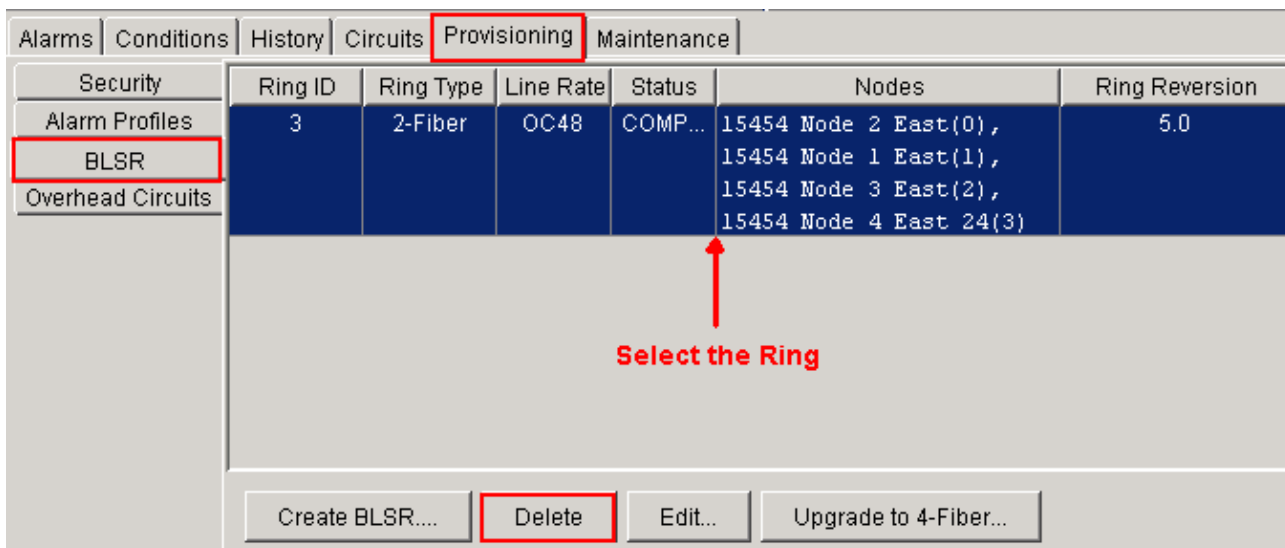 Alarms Conditions History Circuits Provisioning Maintenance
Security
Alarm Profiles
BLSR
Overhead Circuits
Ring ID Ring Type Line Rate Status Nodes Ring Reversion
3 2-Fiber OC48 COMP... 15454 Node 2 East(0), 5.0
15454 Node 1 East(1),
15454 Node 3 East(2),
15454 Node 4 East 24(3)
Select the Ring
Create BLSR.... Delete Edit... Upgrade to 4-Fiber...